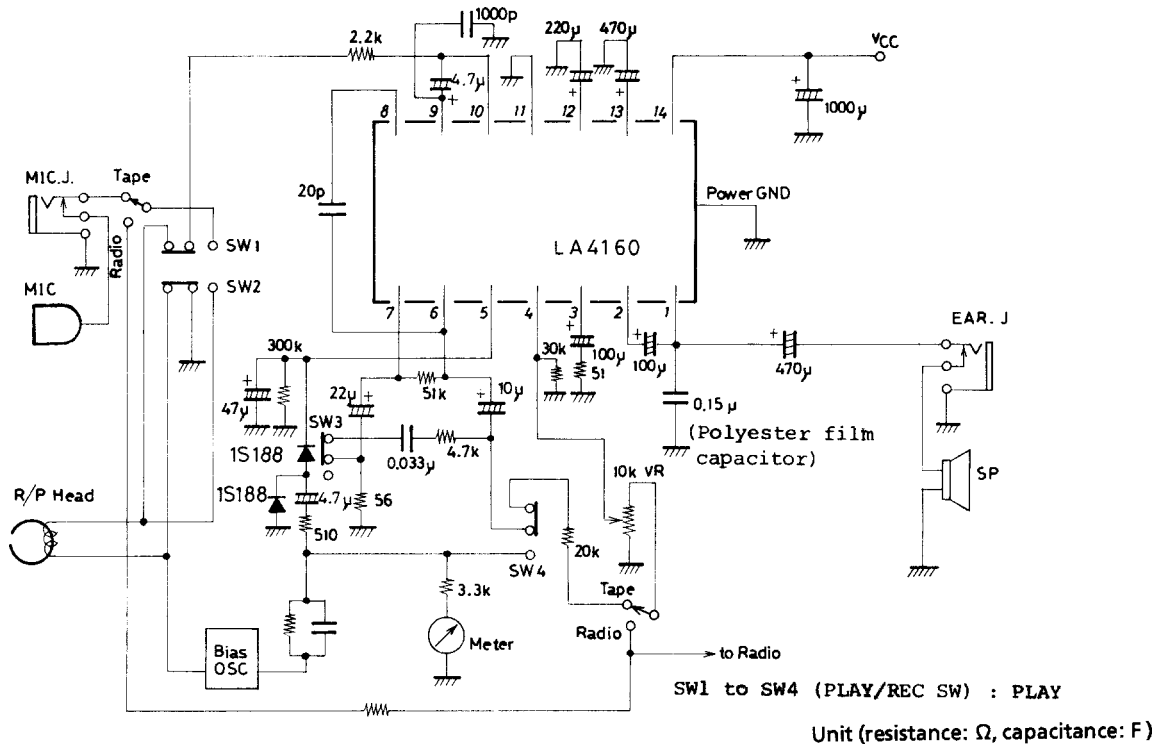 1000p
220μ
470μ
2.2k
VCC
4.7μ
+
+
+
+
1000μ
8
9
10
11
12
13
14
MIC.J.
Tape
20p
Power GND
Radio
SW1
LA4160
SW2
MIC
7
6
5
4
3
2
1
EAR. J
300k
+
30k
+
100μ
51
+
100μ
+
470μ
+
22μ
+
51k
10μ
+
47μ
0.15μ
(Polyester film
capacitor)
SW3
1S188
0.033μ
4.7k
10k VR
SP
R/P Head
1S188
4.7μ
56
510
20k
SW4
Tape
3.3k
Radio
Meter
to Radio
Bias
OSC
SW1 to SW4 (PLAY/REC SW) : PLAY
Unit (resistance: Ω, capacitance: F)